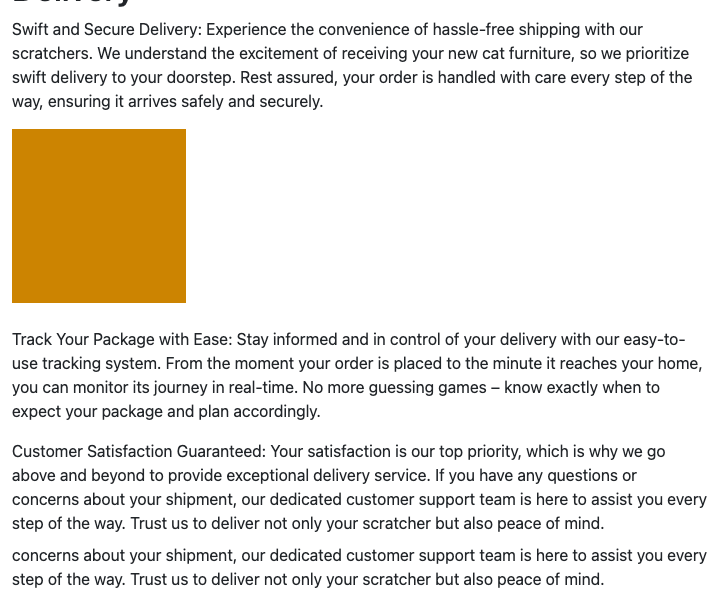 Delivery
Swift and Secure Delivery: Experience the convenience of hassle-free shipping with our
scratchers. We understand the excitement of receiving your new cat furniture, so we prioritize
swift delivery to your doorstep. Rest assured, your order is handled with care every step of the
way, ensuring it arrives safely and securely.
Track Your Package with Ease: Stay informed and in control of your delivery with our easy-to-
use tracking system. From the moment your order is placed to the minute it reaches your home,
you can monitor its journey in real-time. No more guessing games – know exactly when to
expect your package and plan accordingly.
Customer Satisfaction Guaranteed: Your satisfaction is our top priority, which is why we go
above and beyond to provide exceptional delivery service. If you have any questions or
concerns about your shipment, our dedicated customer support team is here to assist you every
step of the way. Trust us to deliver not only your scratcher but also peace of mind.
concerns about your shipment, our dedicated customer support team is here to assist you every
step of the way. Trust us to deliver not only your scratcher but also peace of mind.